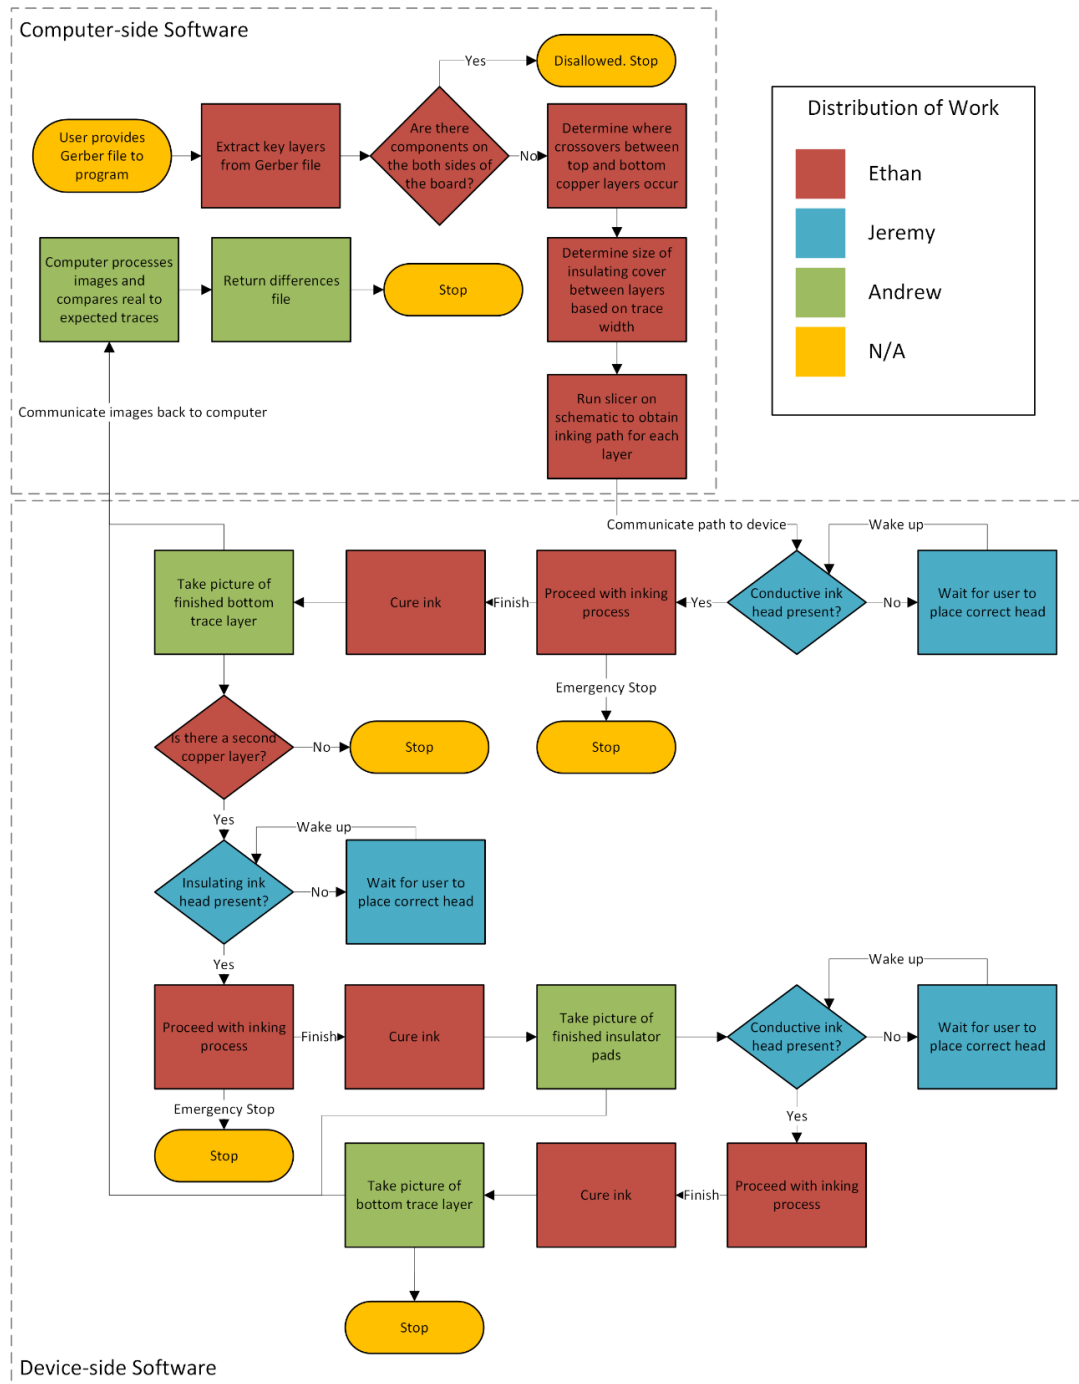 Computer-side Software
Yes
Disallowed. Stop
User provides
Gerber file to
program
Extract key layers
from Gerber file
Are there
components on
the both sides of
the board?
No
Determine where
crossovers between
top and bottom
copper layers occur
Distribution of Work
Ethan
Jeremy
Andrew
N/A
Computer processes
images and
compares real to
expected traces
Return differences
file
Stop
Determine size of
insulating cover
between layers
based on trace
width
Communicate images back to computer
Run slicer on
schematic to obtain
inking path for each
layer
Communicate path to device
Wake up
Take picture of
finished bottom
trace layer
Cure ink
Finish
Proceed with inking
process
Yes
Conductive ink
head present?
No
Wait for user to
place correct head
Emergency Stop
Stop
Is there a second
copper layer?
No
Stop
Yes
Wake up
Insulating ink
head present?
No
Wait for user to
place correct head
Yes
Wake up
Proceed with inking
process
Finish
Cure ink
Take picture of
finished insulator
pads
Conductive ink
head present?
No
Wait for user to
place correct head
Emergency Stop
Stop
Yes
Take picture of
bottom trace layer
Cure ink
Finish
Proceed with inking
process
Stop
Device-side Software